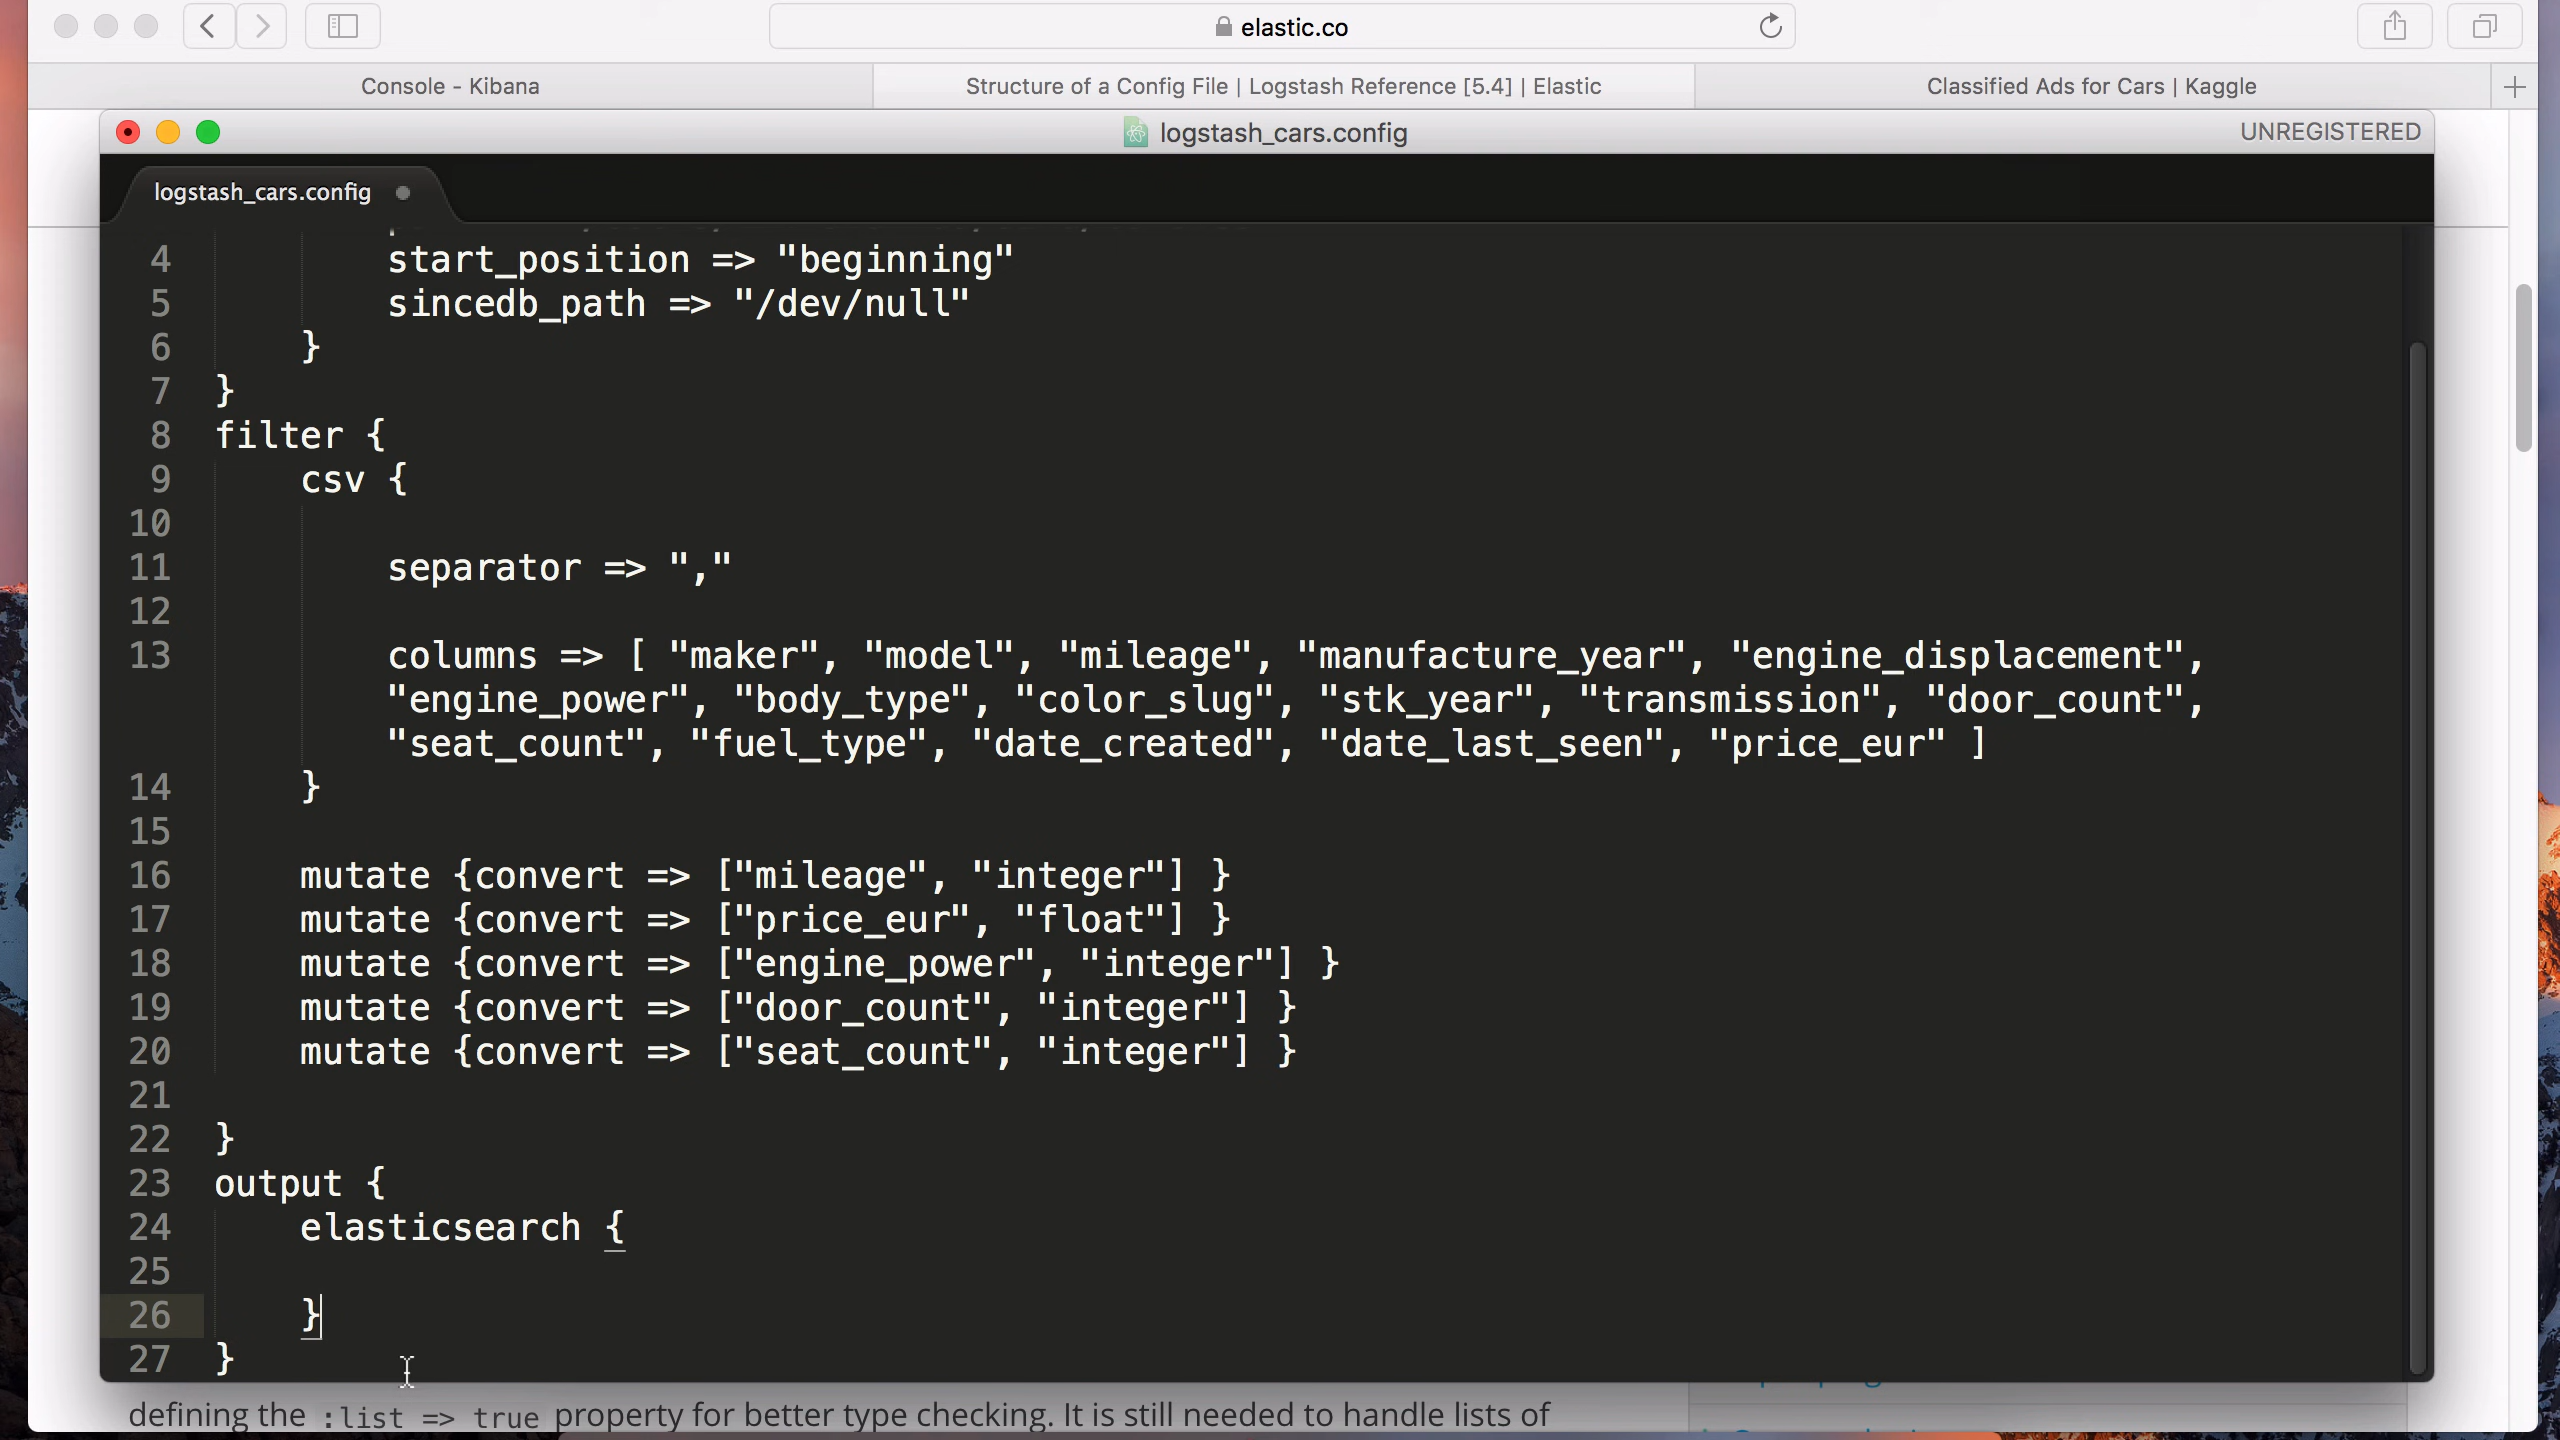 elastic.co
Console - Kibana
Structure of a Config File | Logstash Reference [5.4] | Elastic
Classified Ads for Cars | Kaggle
logstash_cars.config
UNREGISTERED
logstash_cars.config
4 start_position => "beginning"
5 sincedb_path => "/dev/null"
6 }
7 }
8 filter {
9 csv {
10
11 separator => ","
12
13 columns => [ "maker", "model", "mileage", "manufacture_year", "engine_displacement",
"engine_power", "body_type", "color_slug", "stk_year", "transmission", "door_count",
"seat_count", "fuel_type", "date_created", "date_last_seen", "price_eur" ]
14 }
15
16 mutate {convert => ["mileage", "integer"] }
17 mutate {convert => ["price_eur", "float"] }
18 mutate {convert => ["engine_power", "integer"] }
19 mutate {convert => ["door_count", "integer"] }
20 mutate {convert => ["seat_count", "integer"] }
21
22 }
23 output {
24 elasticsearch {
25
26 }
27 }
defining the :list => true property for better type checking. It is still needed to handle lists of